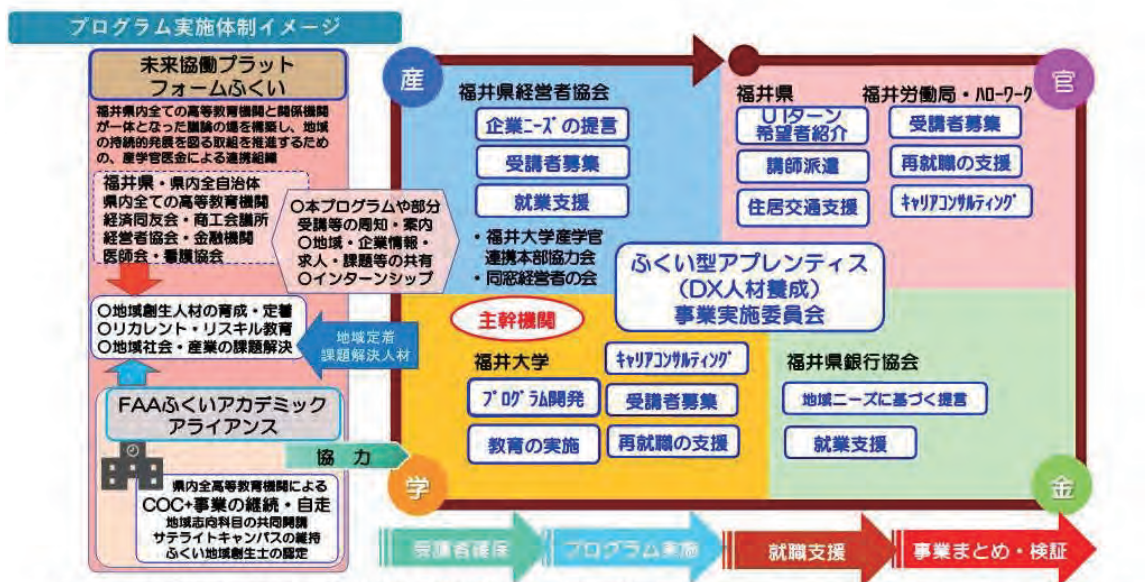 プログラム実施体制イメージ
未来協働プラット
フォームふくい
福井県内全ての高等教育機関と関係機関
が一体となった議論の場を構築し、地域
の持続的発展を図る取組を推進するため
の、産学官医金による連携組織
福井県・県内全自治体
県内全ての高等教育機関
経済同友会・商工会議所
経営者協会・金融機関
医師会・看護協会
〇地域創生人材の育成・定着
〇リカレント・リスキル教育
〇地域社会・産業の課題解決
FAAふくいアカデミック
アライアンス
県内全高等教育機関による
COC+事業の継続・自走
地域志向科目の共同開講
サテライトキャンパスの維持
ふくい地域創生士の認定
〇本プログラムや部分
受講等の周知・案内
〇地域・企業情報・
求人・課題等の共有
〇インターンシップ
地域定着
課題解決人材
協力
産
福井県経営者協会
企業ニーズの提言
受講者募集
就業支援
・福井大学産学官
連携本部協力会
・同窓経営者の会
官
福井県
UIターン
希望者紹介
講師派遣
住居交通支援
福井労働局・ハローワーク
受講者募集
再就職の支援
キャリアコンサルティング
ふくい型アプレンティス
（DX人材養成）
事業実施委員会
主幹機関
学
福井大学
プログラム開発
教育の実施
キャリアコンサルティング
受講者募集
再就職の支援
金
福井県銀行協会
地域ニーズに基づく提言
就業支援
受講者確保
プログラム実施
就職支援
事業まとめ・検証